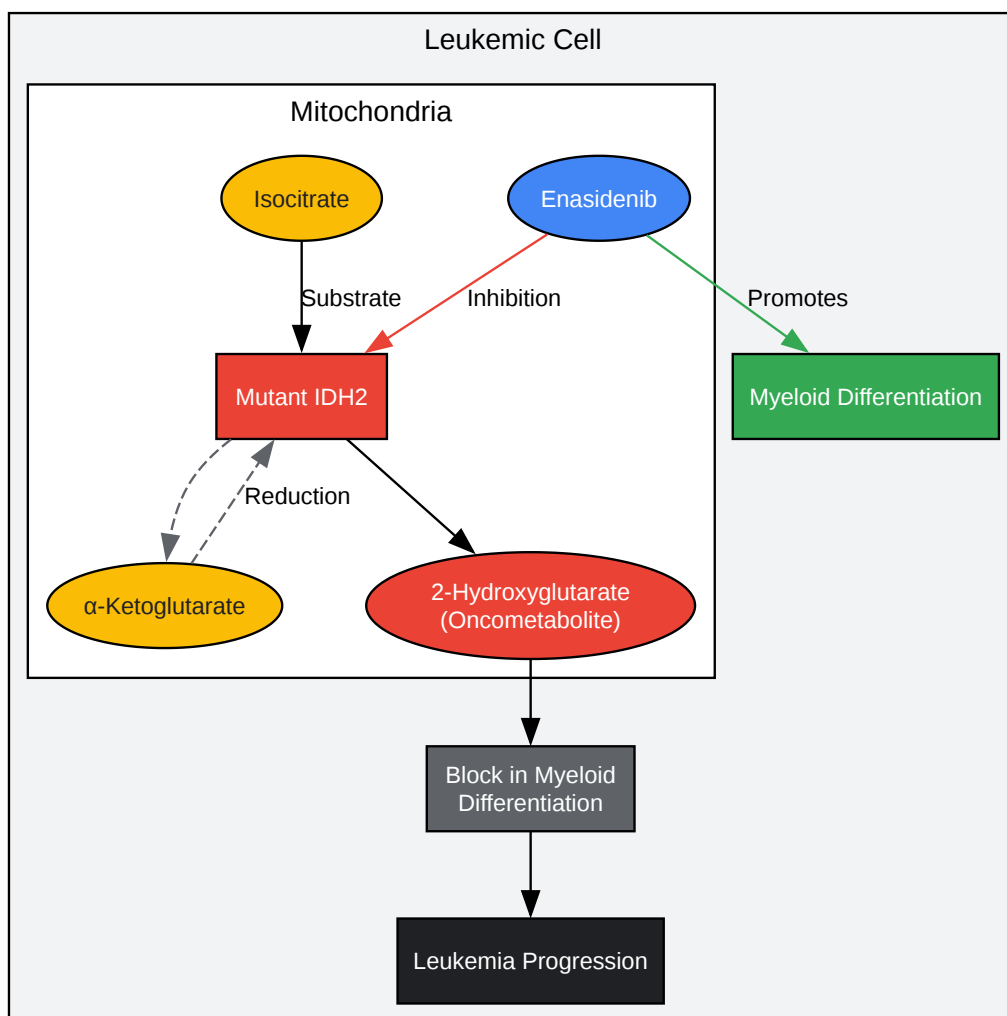 Leukemic Cell
Mitochondria
Isocitrate
Enasidenib
Substrate
Inhibition
Promotes
Mutant IDH2
Myeloid Differentiation
Reduction
α-Ketoglutarate
2-Hydroxyglutarate
(Oncometabolite)
Block in Myeloid
Differentiation
Leukemia Progression